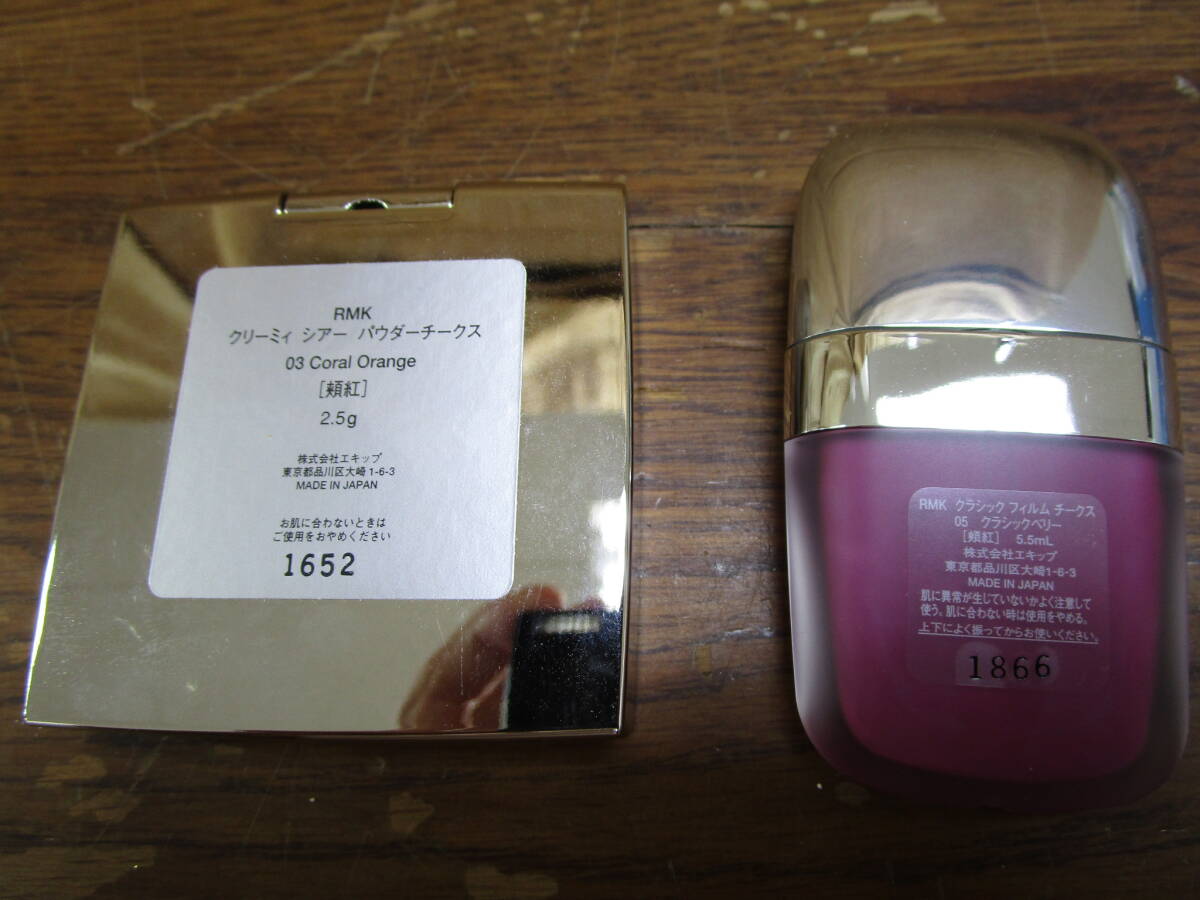 RMK
クリーミィ シアー パウダーチークス
03 Coral Orange
[頬紅]
2.5g
株式会社エキップ
東京都品川区大崎1-6-3
MADE IN JAPAN
お肌に合わないときは
ご使用をおやめください
1652
RMK クラシック フィルム チークス
05 クラシックベリー
[頬紅] 5.5mL
株式会社エキップ
東京都品川区大崎1-6-3
MADE IN JAPAN
肌に異常が生じていないかよく注意して
使う。肌に合わない時は使用をやめる。
上下によく振ってからお使いください。
1866